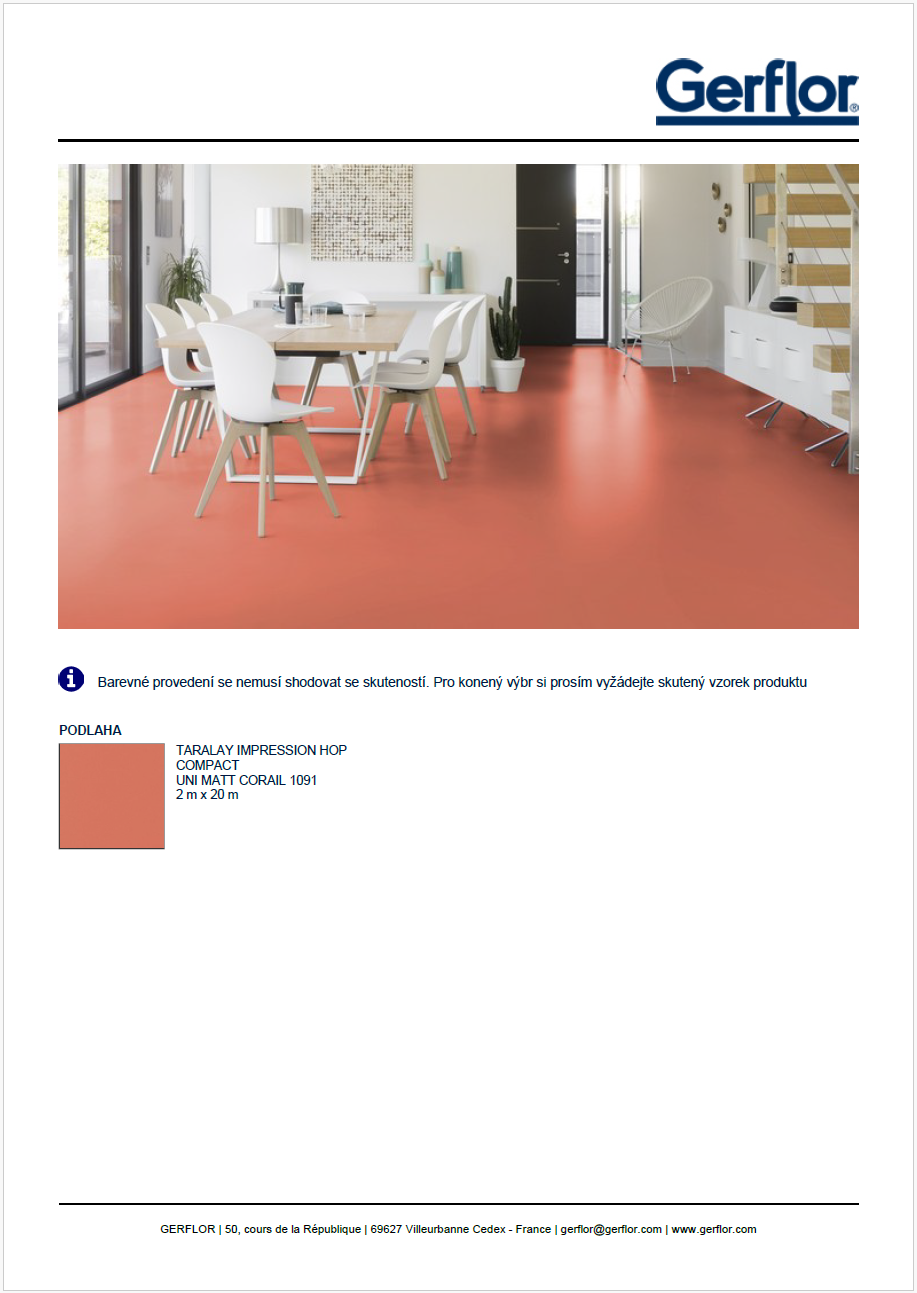 Gerflor®
Barevné provedení se nemusí shodovat se skuteností. Pro konený výbr si prosím vyžádejte skutený vzorek produktu
PODLAHA
TARALAY IMPRESSION HOP
COMPACT
UNI MATT CORAIL 1091
2 m x 20 m
GERFLOR | 50, cours de la République | 69627 Villeurbanne Cedex - France | gerflor@gerflor.com | www.gerflor.com